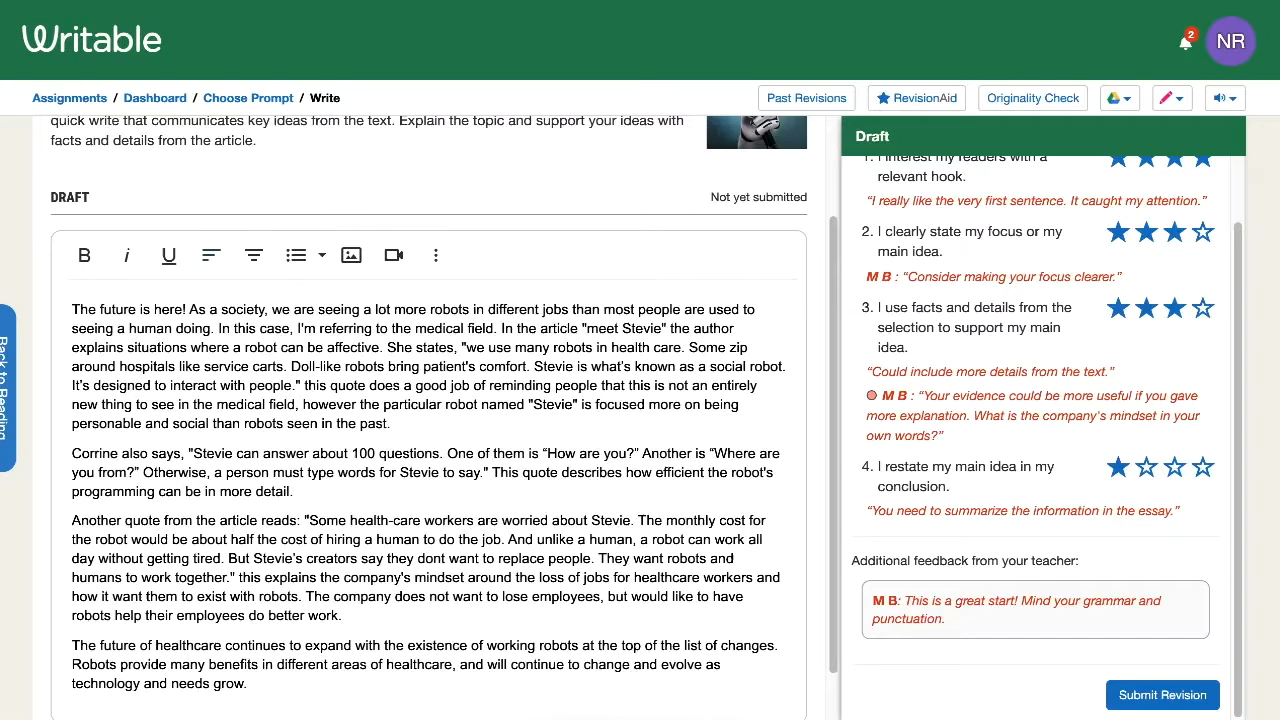 Writable
2
NR
Assignments / Dashboard / Choose Prompt / Write
Past Revisions
RevisionAid
Originality Check
quick write that communicates key ideas from the text. Explain the topic and support your ideas with
facts and details from the article.
DRAFT
Not yet submitted
B i U
The future is here! As a society, we are seeing a lot more robots in different jobs than most people are used to
seeing a human doing. In this case, I'm referring to the medical field. In the article "meet Stevie" the author
explains situations where a robot can be affective. She states, "we use many robots in health care. Some zip
around hospitals like service carts. Doll-like robots bring patient's comfort. Stevie is what’s known as a social robot.
It’s designed to interact with people." this quote does a good job of reminding people that this is not an entirely
new thing to see in the medical field, however the particular robot named "Stevie" is focused more on being
personable and social than robots seen in the past.
Corrine also says, "Stevie can answer about 100 questions. One of them is “How are you?” Another is “Where are
you from?” Otherwise, a person must type words for Stevie to say." This quote describes how efficient the robot's
programming can be in more detail.
Another quote from the article reads: "Some health-care workers are worried about Stevie. The monthly cost for
the robot would be about half the cost of hiring a human to do the job. And unlike a human, a robot can work all
day without getting tired. But Stevie’s creators say they dont want to replace people. They want robots and
humans to work together." this explains the company's mindset around the loss of jobs for healthcare workers and
how it want them to exist with robots. The company does not want to lose employees, but would like to have
robots help their employees do better work.
The future of healthcare continues to expand with the existence of working robots at the top of the list of changes.
Robots provide many benefits in different areas of healthcare, and will continue to change and evolve as
technology and needs grow.
Back to Reading
Draft
1. I interest my readers with a
relevant hook.
“I really like the very first sentence. It caught my attention.”
2. I clearly state my focus or my
main idea.
M B : “Consider making your focus clearer.”
3. I use facts and details from the
selection to support my main
idea.
“Could include more details from the text.”
M B : “Your evidence could be more useful if you gave
more explanation. What is the company's mindset in your
own words?”
4. I restate my main idea in my
conclusion.
“You need to summarize the information in the essay.”
Additional feedback from your teacher:
M B: This is a great start! Mind your grammar and
punctuation.
Submit Revision